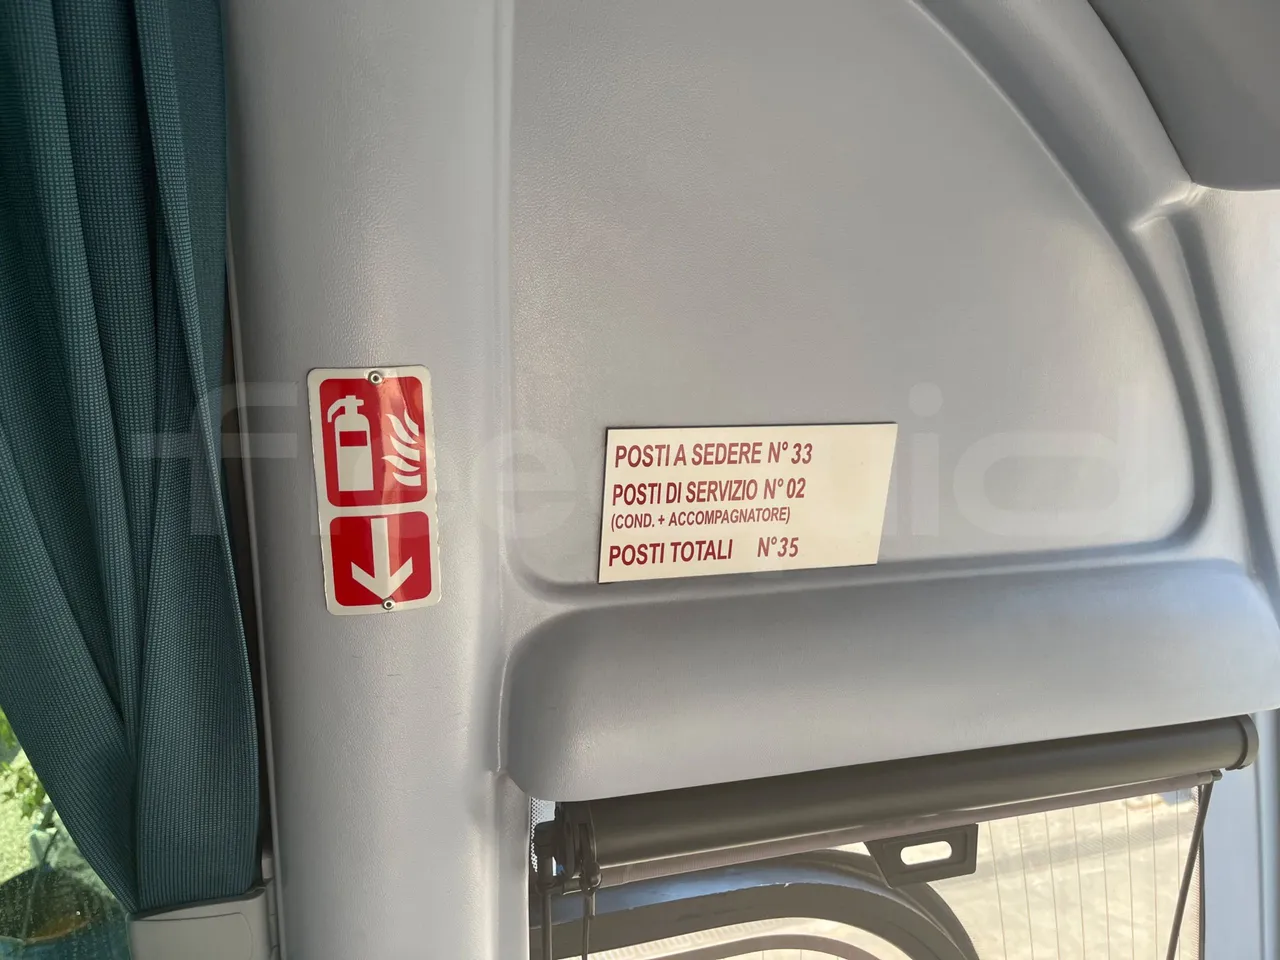 POSTI A SEDERE N° 33
POSTI DI SERVIZIO N° 02
(COND. + ACCOMPAGNATORE)
POSTI TOTALI N°35